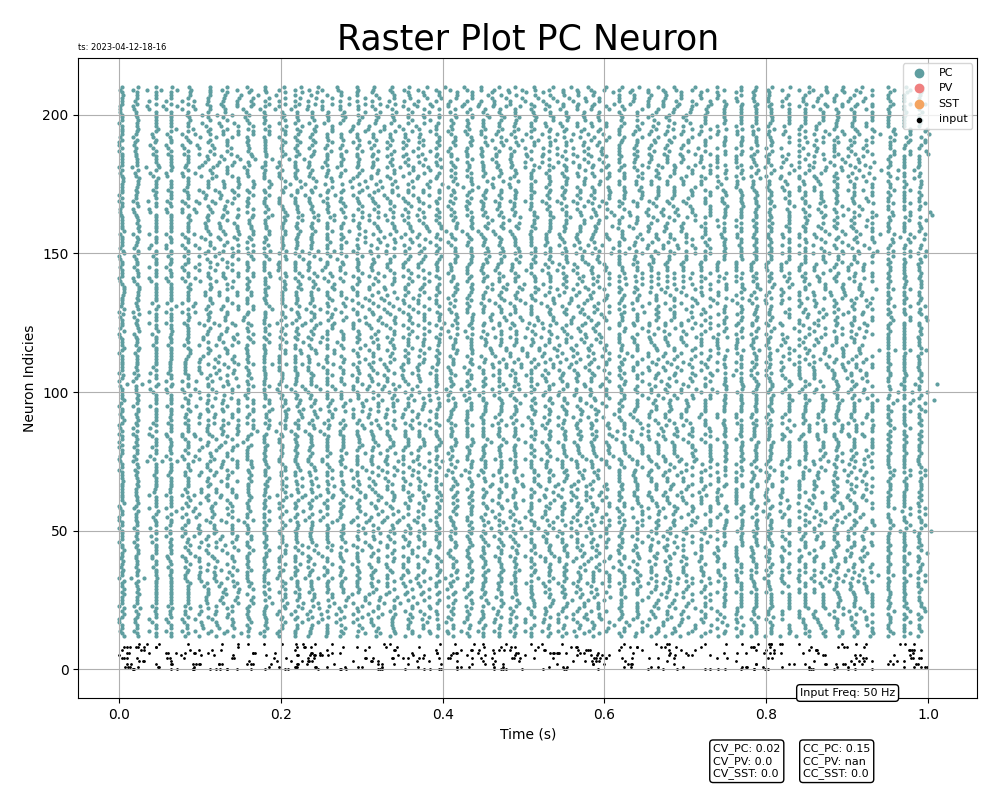 Raster Plot PC Neuron
ts: 2023-04-12-18-16
PC
PV
SST
input
200
150
100
50
0
Neuron Indicies
0.0 0.2 0.4 0.6 0.8 1.0
Time (s)
Input Freq: 50 Hz
CV_PC: 0.02
CV_PV: 0.0
CV_SST: 0.0
CC_PC: 0.15
CC_PV: nan
CC_SST: 0.0